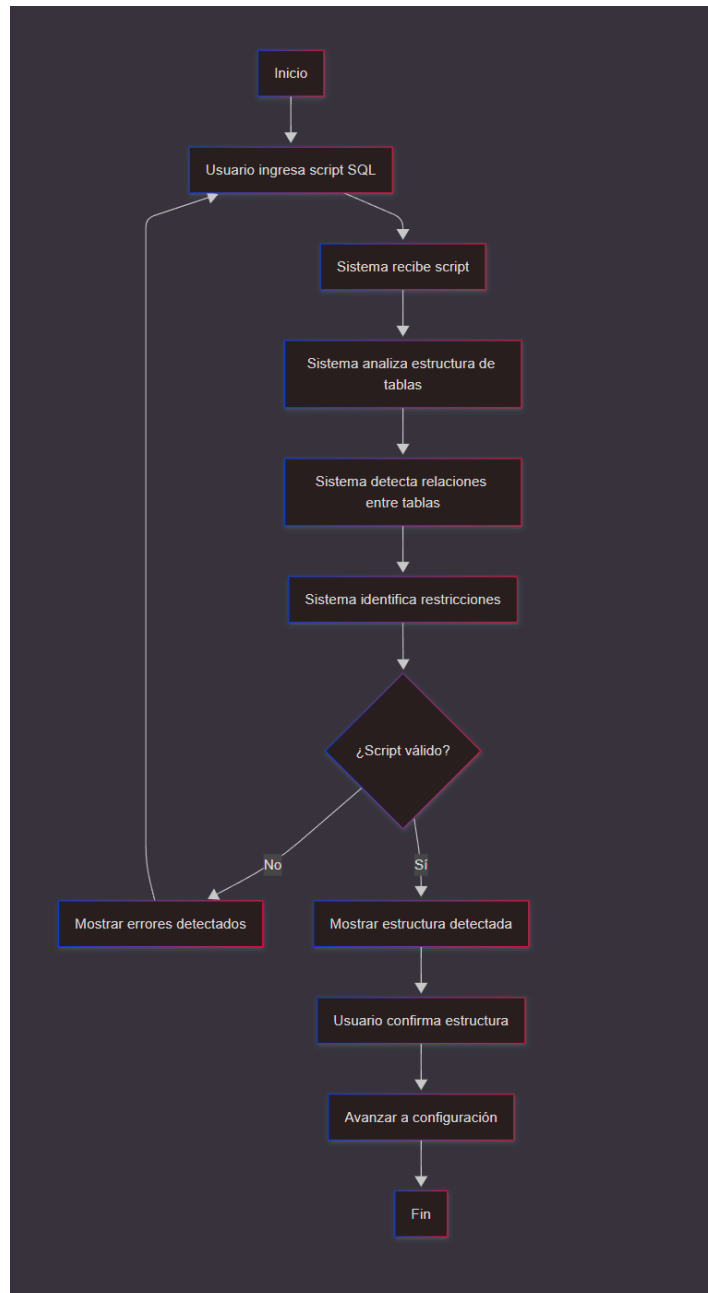 Inicio
Usuario ingresa script SQL
Sistema recibe script
Sistema analiza estructura de
tablas
Sistema detecta relaciones
entre tablas
Sistema identifica restricciones
¿Script válido?
No
Sí
Mostrar errores detectados
Mostrar estructura detectada
Usuario confirma estructura
Avanzar a configuración
Fin